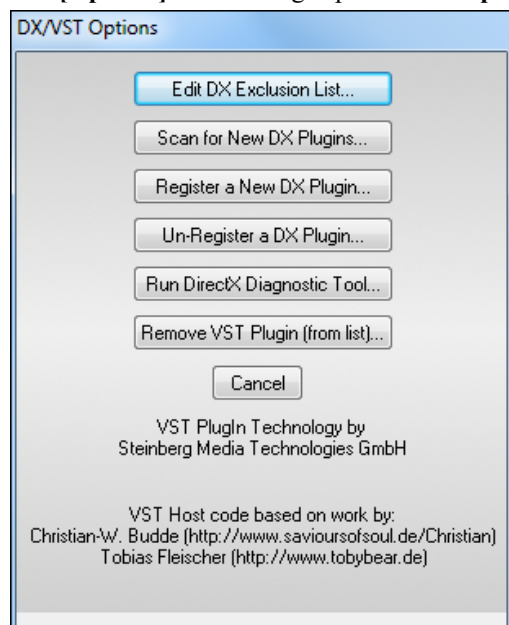 DX/VST Options
Edit DX Exclusion List...
Scan for New DX Plugins...
Register a New DX Plugin...
Un-Register a DX Plugin...
Run DirectX Diagnostic Tool...
Remove VST Plugin (from list)...
Cancel
VST PlugIn Technology by
Steinberg Media Technologies GmbH
VST Host code based on work by:
Christian-W. Budde (http://www.savioursofsoul.de/Christian)
Tobias Fleischer (http://www.tobybear.de)